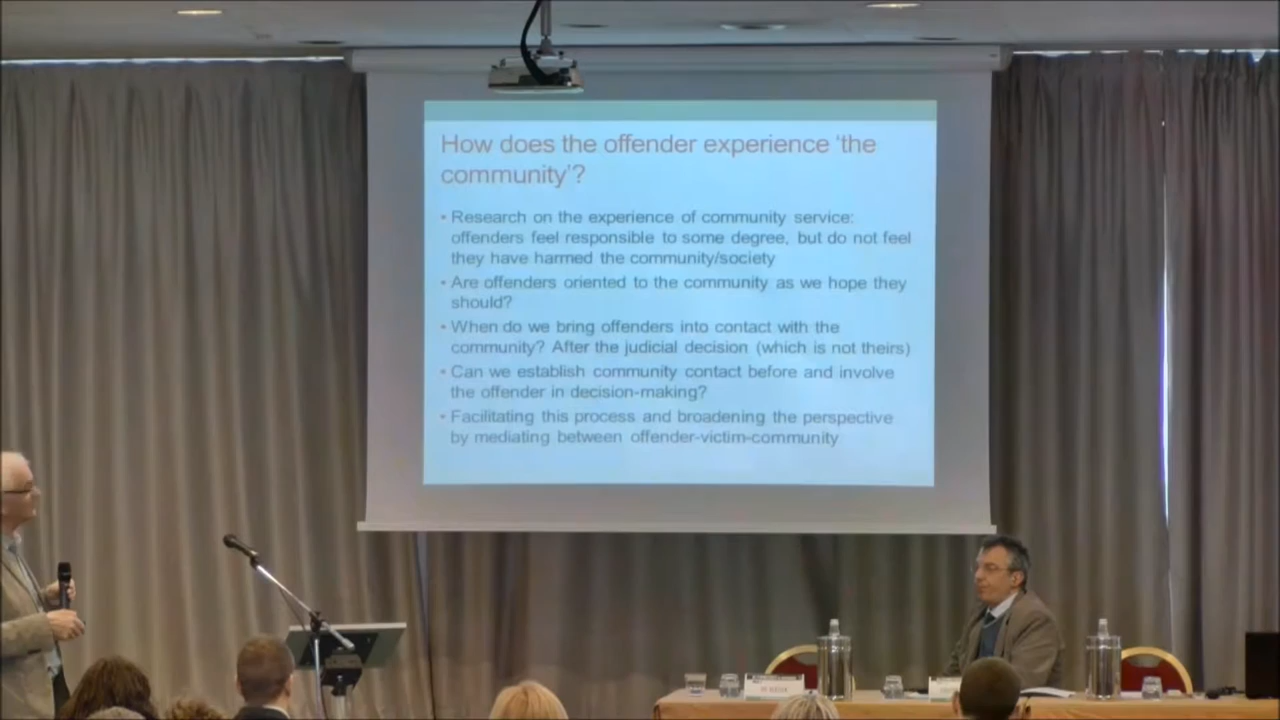 How does the offender experience ‘the
community’?
• Research on the experience of community service:
offenders feel responsible to some degree, but do not feel
they have harmed the community/society
• Are offenders oriented to the community as we hope they
should?
• When do we bring offenders into contact with the
community? After the judicial decision (which is not theirs)
• Can we establish community contact before and involve
the offender in decision-making?
• Facilitating this process and broadening the perspective
by mediating between offender-victim-community